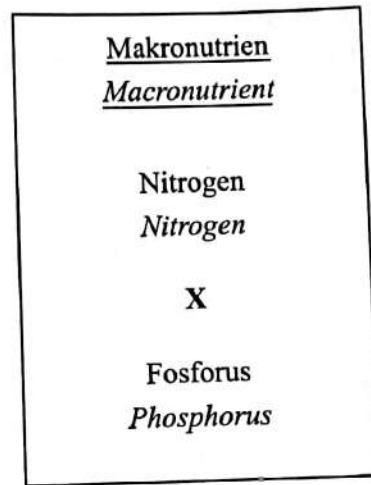 Makronutrien
Macronutrient
Nitrogen
Nitrogen
X
Fosforus
Phosphorus